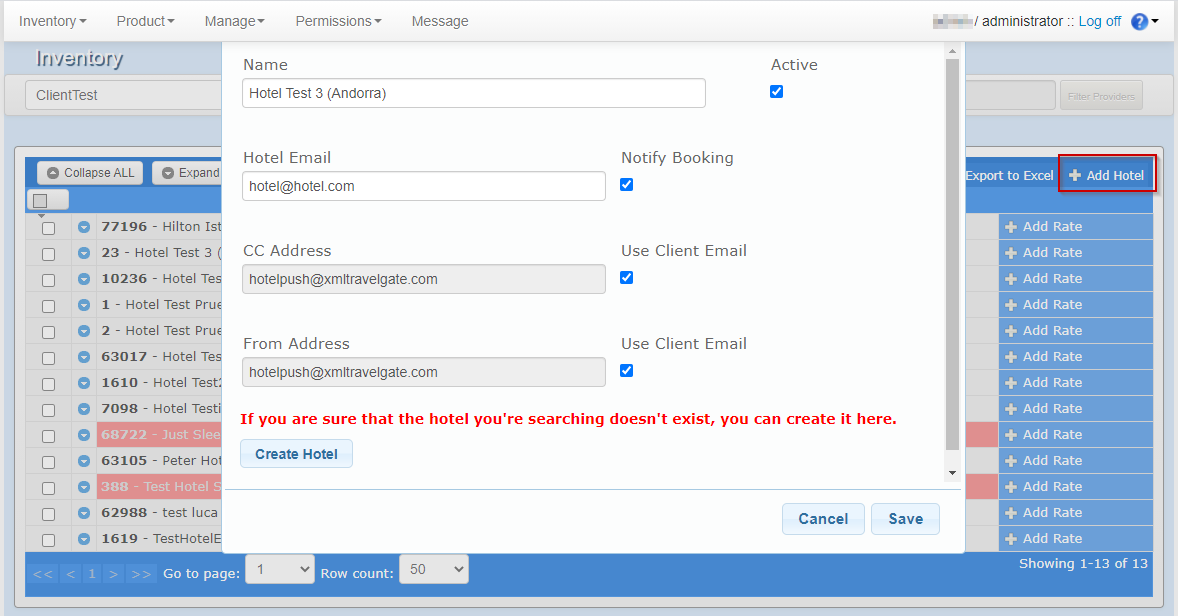 Inventory Product Manage Permissions Message / administrator :: Log off ?
Inventory
ClientTest Filter Providers
Name Active
Hotel Test 3 (Andorra)
Hotel Email Notify Booking
hotel@hotel.com
CC Address Use Client Email
hotelpush@xmltravelgate.com
From Address Use Client Email
hotelpush@xmltravelgate.com
If you are sure that the hotel you're searching doesn't exist, you can create it here.
Create Hotel
Cancel Save
Collapse ALL Expand Export to Excel Add Hotel
77196 - Hilton Ist Add Rate
23 - Hotel Test 3 ( Add Rate
10236 - Hotel Tes Add Rate
1 - Hotel Test Prue Add Rate
2 - Hotel Test Prue Add Rate
63017 - Hotel Tes Add Rate
1610 - Hotel Test2 Add Rate
7098 - Hotel Testi Add Rate
68722 - Just Slee Add Rate
63105 - Peter Hot Add Rate
388 - Test Hotel S Add Rate
62988 - test luca Add Rate
1619 - TestHotelE Add Rate
<< < 1 > >> Go to page: 1 Row count: 50 Showing 1-13 of 13